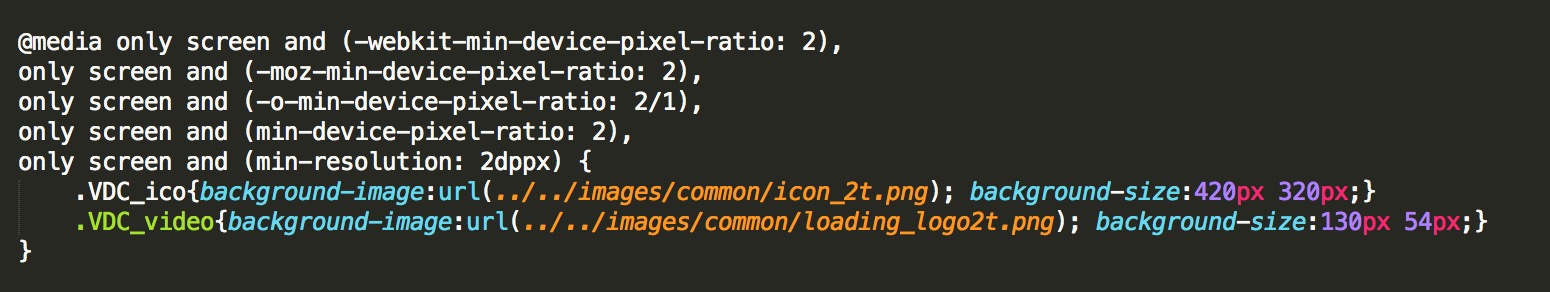 @media only screen and (-webkit-min-device-pixel-ratio: 2),
only screen and (-moz-min-device-pixel-ratio: 2),
only screen and (-o-min-device-pixel-ratio: 2/1),
only screen and (min-device-pixel-ratio: 2),
only screen and (min-resolution: 2dppx) {
    .VDC_ico{background-image:url(../../images/common/icon_2t.png); background-size:420px 320px;}
    .VDC_video{background-image:url(../../images/common/loading_logo2t.png); background-size:130px 54px;}
}